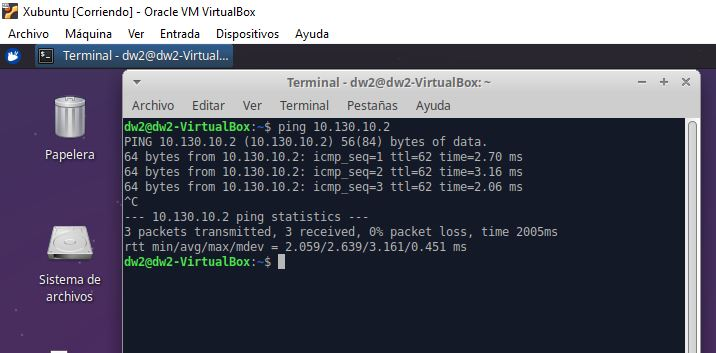 Xubuntu [Corriendo] - Oracle VM VirtualBox
Archivo Máquina Ver Entrada Dispositivos Ayuda
Terminal - dw2@dw2-Virtual...
Terminal - dw2@dw2-VirtualBox: ~
Archivo Editar Ver Terminal Pestañas Ayuda
dw2@dw2-VirtualBox:~$ ping 10.130.10.2
PING 10.130.10.2 (10.130.10.2) 56(84) bytes of data.
64 bytes from 10.130.10.2: icmp_seq=1 ttl=62 time=2.70 ms
64 bytes from 10.130.10.2: icmp_seq=2 ttl=62 time=3.16 ms
64 bytes from 10.130.10.2: icmp_seq=3 ttl=62 time=2.06 ms
^C
--- 10.130.10.2 ping statistics ---
3 packets transmitted, 3 received, 0% packet loss, time 2005ms
rtt min/avg/max/mdev = 2.059/2.639/3.161/0.451 ms
dw2@dw2-VirtualBox:~$
Papelera
Sistema de
archivos